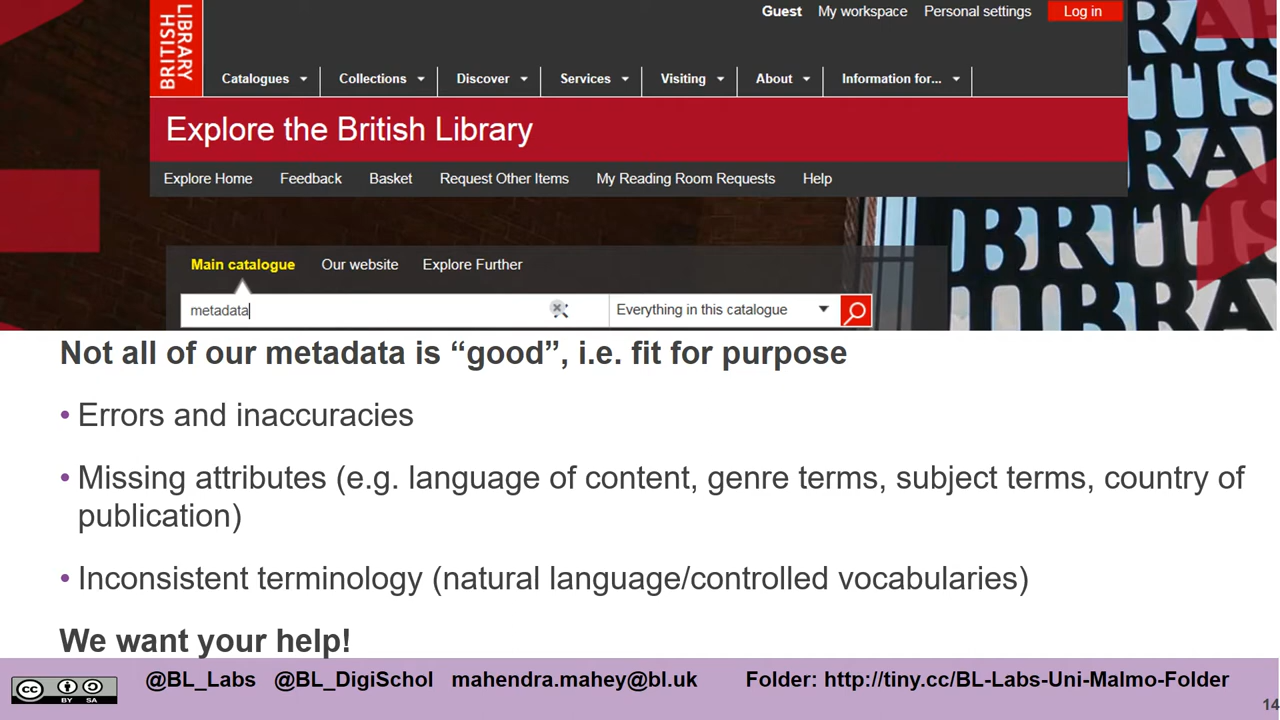 BRITISH
LIBRARY
Guest My workspace Personal settings Log in
Catalogues Collections Discover Services Visiting About Information for...
Explore the British Library
Explore Home Feedback Basket Request Other Items My Reading Room Requests Help
Main catalogue Our website Explore Further
metadata Everything in this catalogue
BRITISH
BRITISH
Not all of our metadata is “good”, i.e. fit for purpose
• Errors and inaccuracies
• Missing attributes (e.g. language of content, genre terms, subject terms, country of
publication)
• Inconsistent terminology (natural language/controlled vocabularies)
We want your help!
cc BY SA
@BL_Labs @BL_DigiSchol mahendra.mahey@bl.uk Folder: http://tiny.cc/BL-Labs-Uni-Malmo-Folder
14